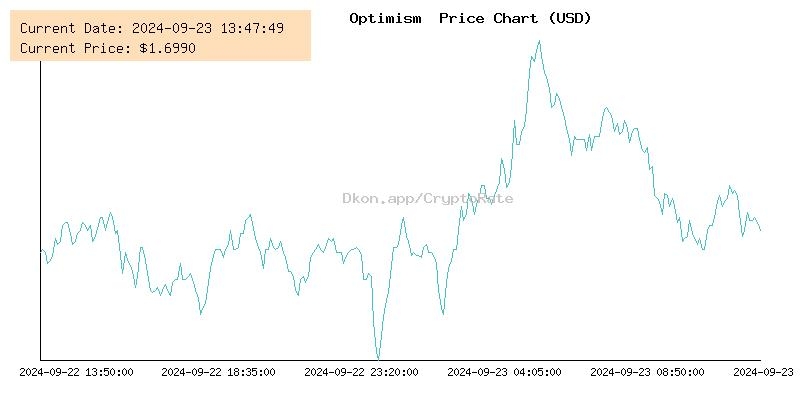 Optimism  Price Chart (USD)
Current Date: 2024-09-23 13:47:49
Current Price: $1.6990
Dkon.app/CryptoRate
2024-09-22 13:50:00 2024-09-22 18:35:00 2024-09-22 23:20:00 2024-09-23 04:05:00 2024-09-23 08:50:00 2024-09-23